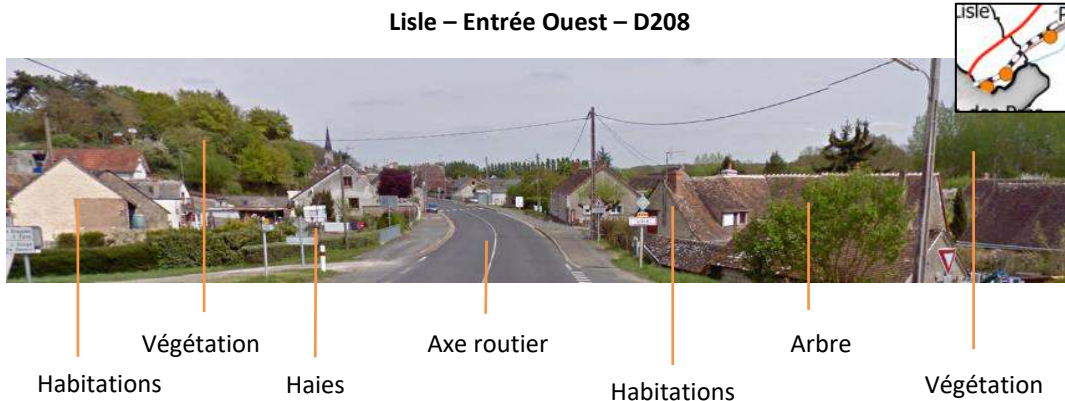 Lisle – Entrée Ouest – D208
Lisle
Végétation
Axe routier
Arbre
Habitations
Haies
Habitations
Végétation